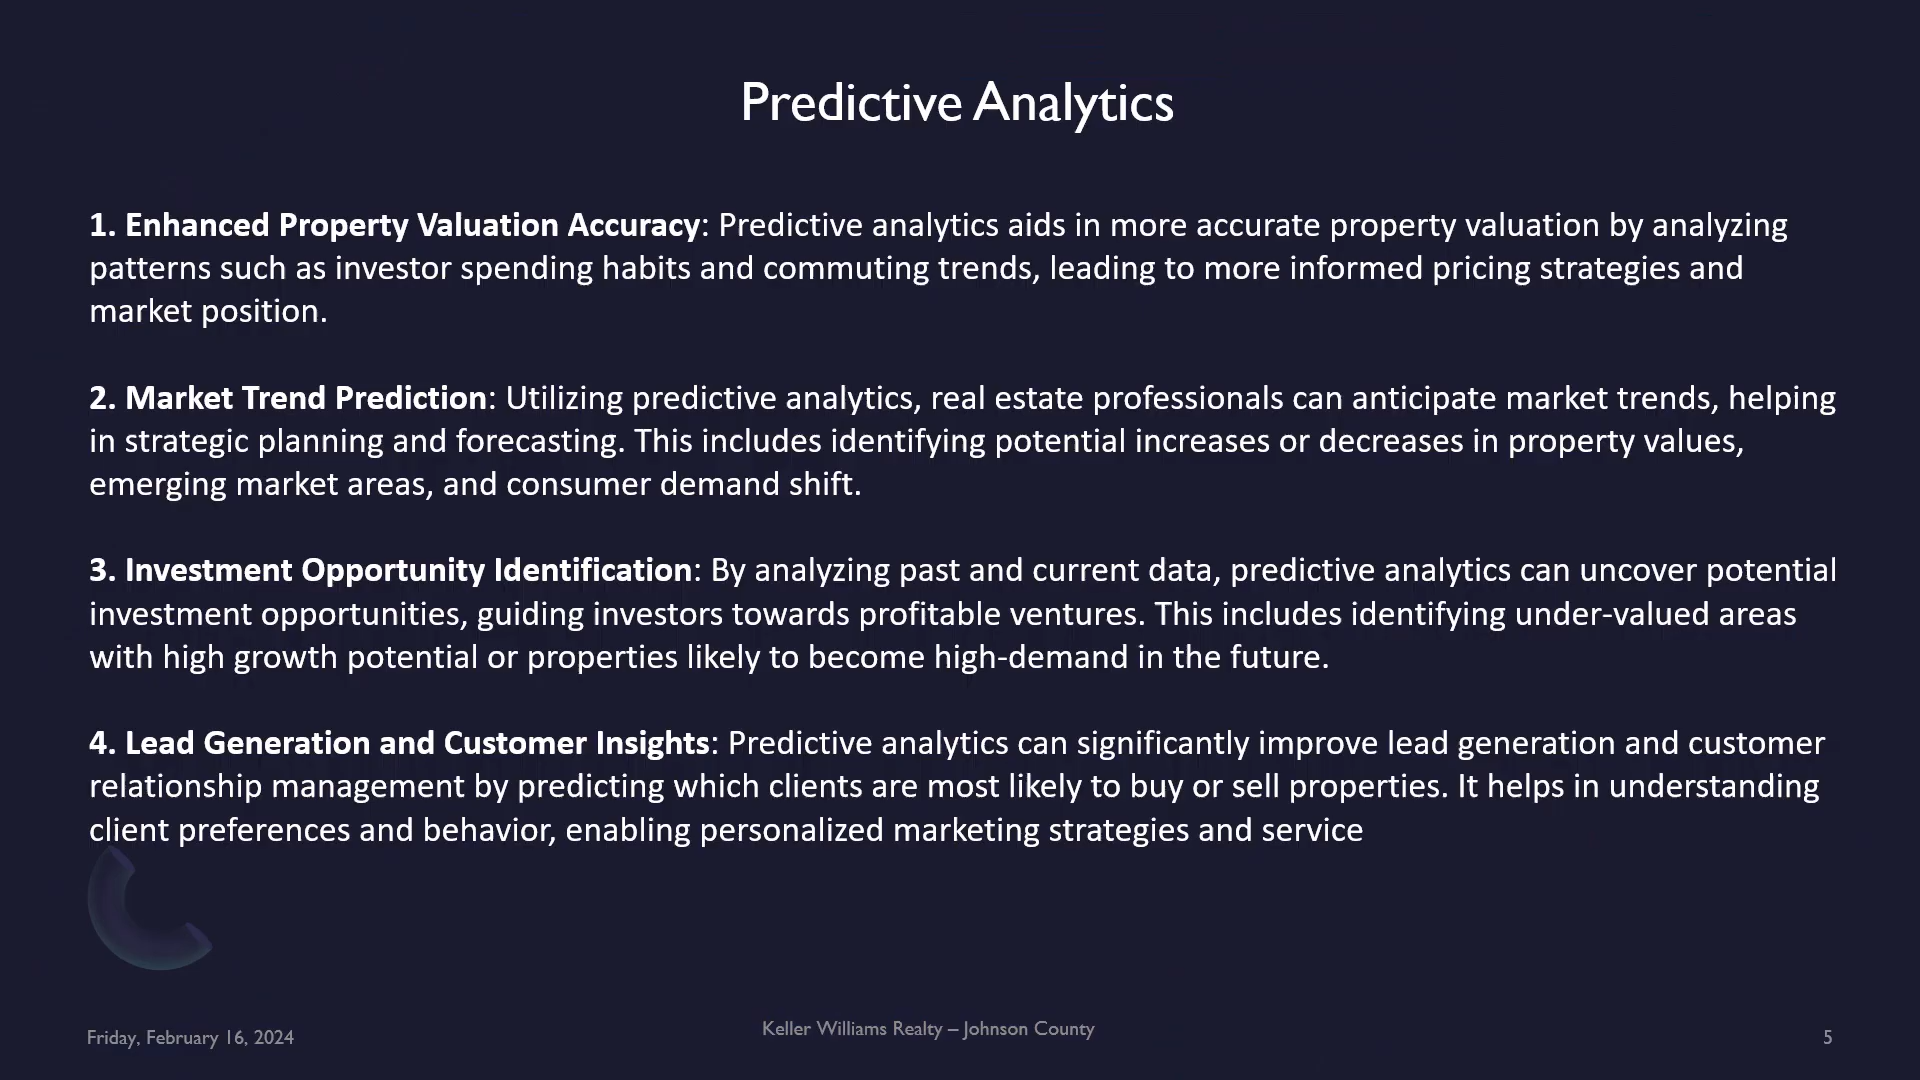 Predictive Analytics
1. Enhanced Property Valuation Accuracy: Predictive analytics aids in more accurate property valuation by analyzing
patterns such as investor spending habits and commuting trends, leading to more informed pricing strategies and
market position.
2. Market Trend Prediction: Utilizing predictive analytics, real estate professionals can anticipate market trends, helping
in strategic planning and forecasting. This includes identifying potential increases or decreases in property values,
emerging market areas, and consumer demand shift.
3. Investment Opportunity Identification: By analyzing past and current data, predictive analytics can uncover potential
investment opportunities, guiding investors towards profitable ventures. This includes identifying under-valued areas
with high growth potential or properties likely to become high-demand in the future.
4. Lead Generation and Customer Insights: Predictive analytics can significantly improve lead generation and customer
relationship management by predicting which clients are most likely to buy or sell properties. It helps in understanding
client preferences and behavior, enabling personalized marketing strategies and service
Friday, February 16, 2024
Keller Williams Realty – Johnson County
5